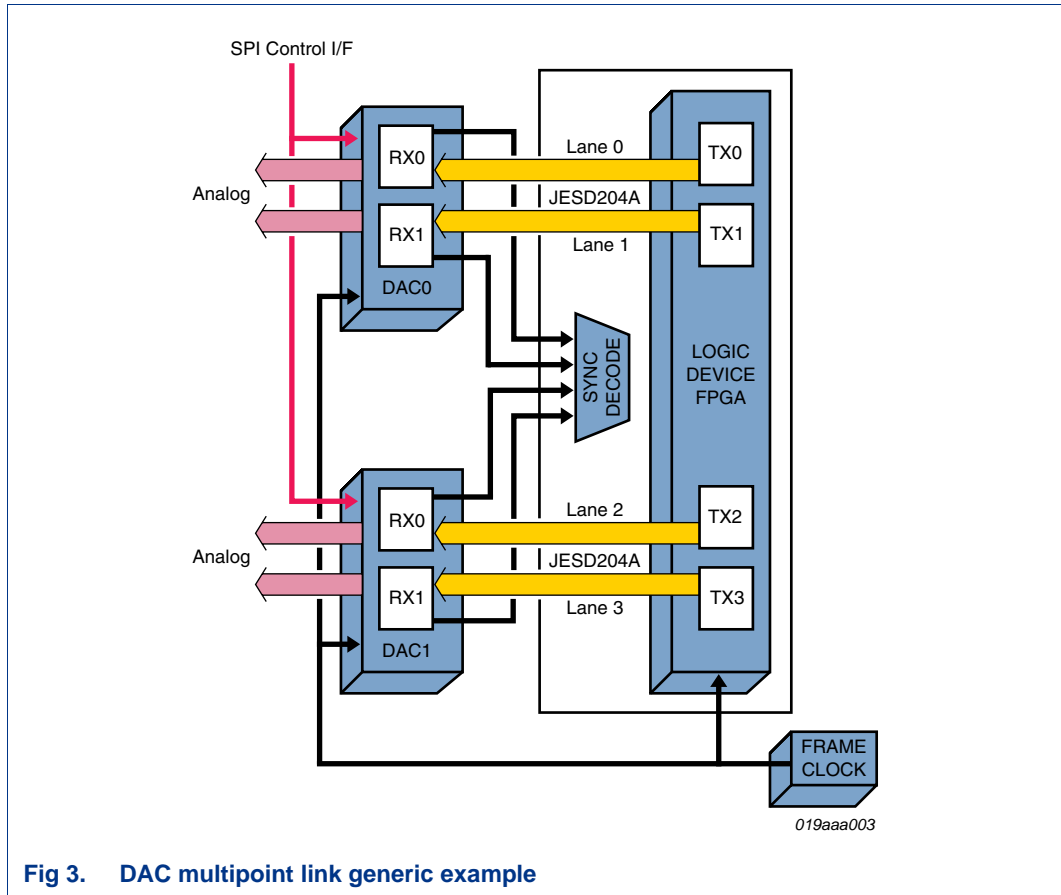 SPI Control I/F
RX0
Lane 0
TX0
Analog
JESD204A
RX1
Lane 1
TX1
DAC0
SYNC
DECODE
LOGIC
DEVICE
FPGA
RX0
Lane 2
TX2
Analog
JESD204A
RX1
Lane 3
TX3
DAC1
FRAME
CLOCK
019aaa003
Fig 3. DAC multipoint link generic example